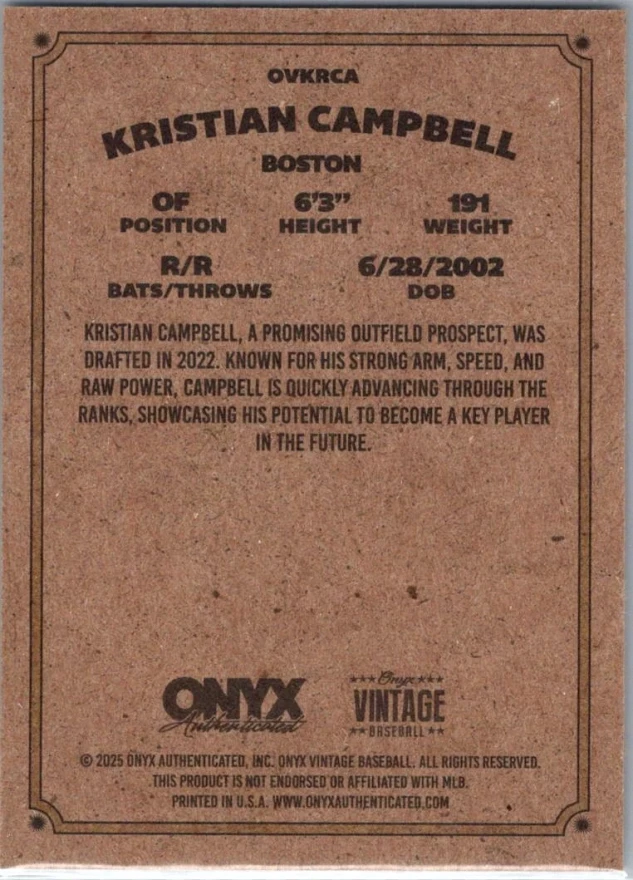 OVKRCA
KRISTIAN CAMPBELL
BOSTON
OF 6'3" 191
POSITION HEIGHT WEIGHT
R/R 6/28/2002
BATS/THROWS DOB
KRISTIAN CAMPBELL, A PROMISING OUTFIELD PROSPECT, WAS
DRAFTED IN 2022. KNOWN FOR HIS STRONG ARM, SPEED, AND
RAW POWER, CAMPBELL IS QUICKLY ADVANCING THROUGH THE
RANKS, SHOWCASING HIS POTENTIAL TO BECOME A KEY PLAYER
IN THE FUTURE.
ONYX
Authenticated
Onyx
VINTAGE
BASEBALL
© 2025 ONYX AUTHENTICATED, INC. ONYX VINTAGE BASEBALL. ALL RIGHTS RESERVED.
THIS PRODUCT IS NOT ENDORSED OR AFFILIATED WITH MLB.
PRINTED IN U.S.A. WWW.ONYXAUTHENTICATED.COM